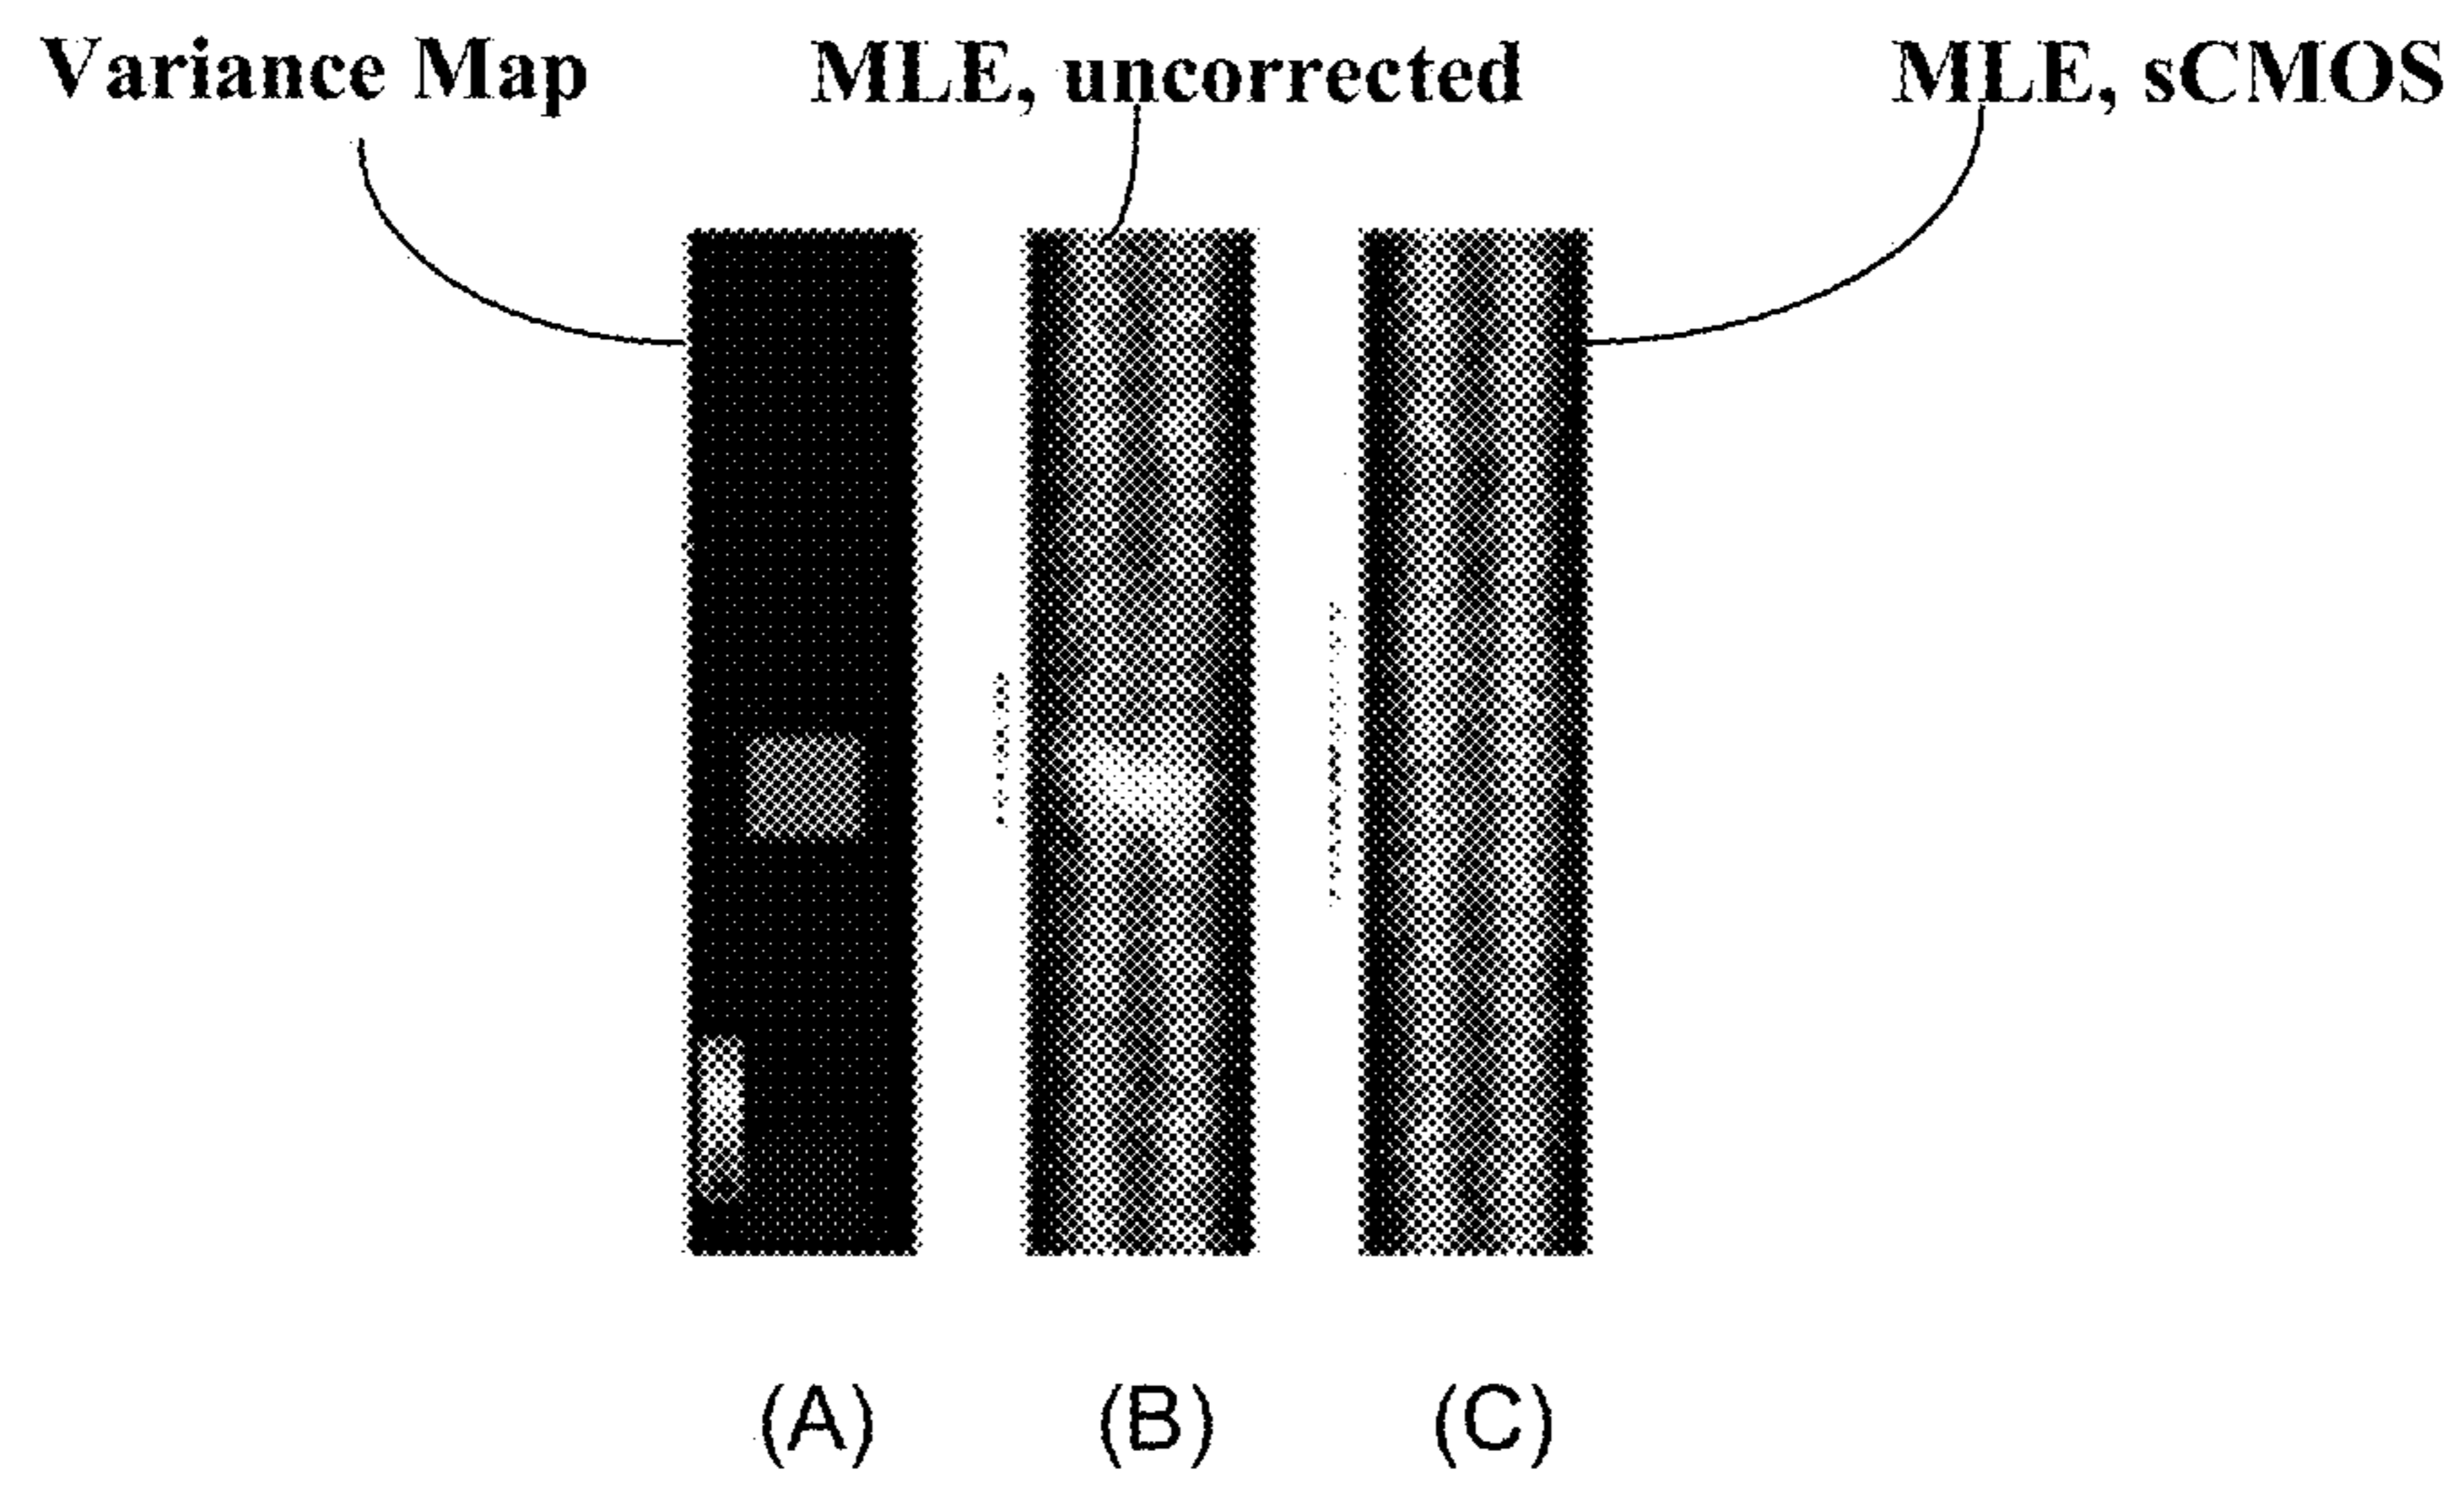 Variance Map
MLE, uncorrected
MLE, sCMOS
(A)
(B)
(C)